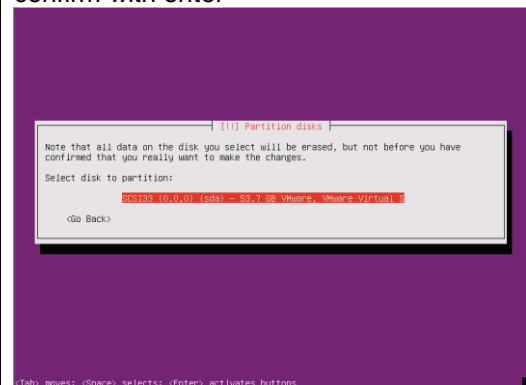 confirm with enter
[!!] Partition disks
Note that all data on the disk you select will be erased, but not before you have
confirmed that you really want to make the changes.
Select disk to partition:
SCSI33 (0,0,0) (sda) - 53.7 GB VMware, VMware Virtual S
<Go Back>
<Tab> moves; <Space> selects; <Enter> activates buttons